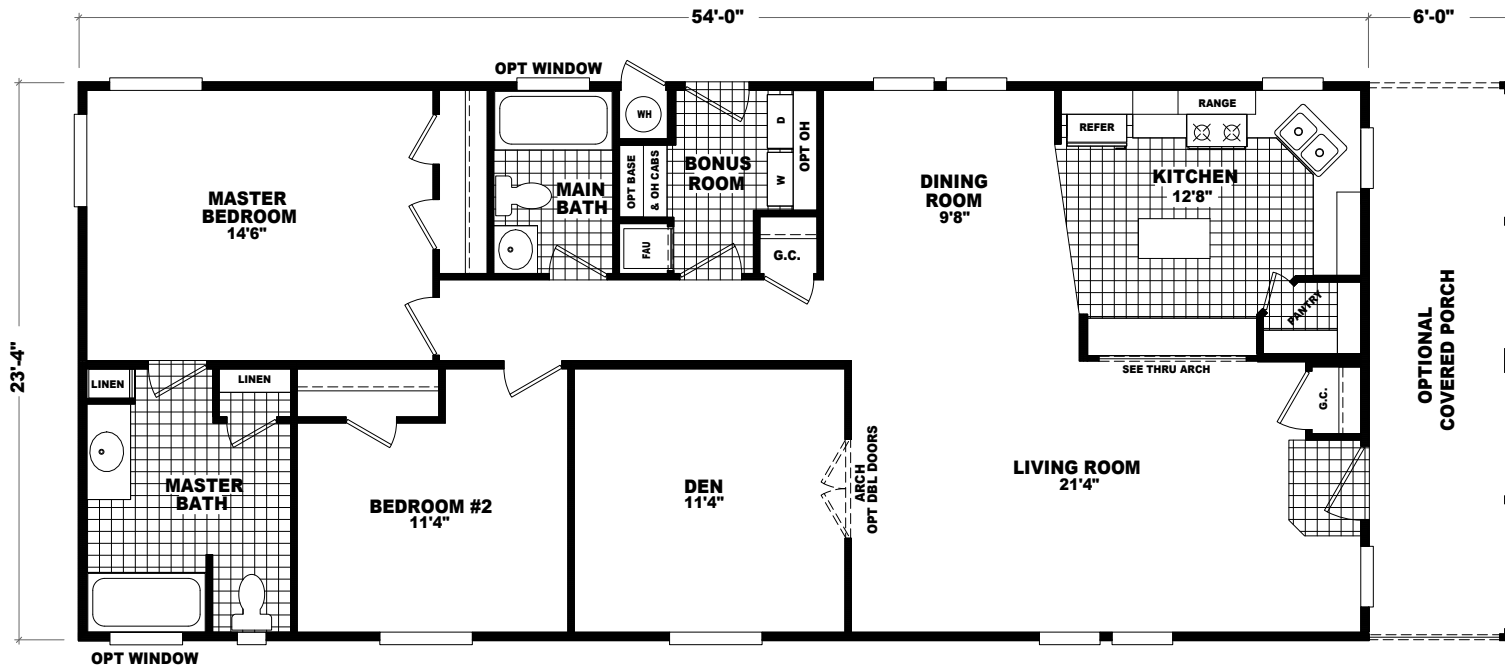 54'-0"
6'-0"
OPT WINDOW
WH
RANGE
REFER
D
OPT OH
W
BONUS
ROOM
OPT BASE
& OH CABS
MAIN
BATH
MASTER
BEDROOM
14'6"
DINING
ROOM
9'8"
KITCHEN
12'8"
FAU
G.C.
PANTRY
23'-4"
OPTIONAL
COVERED PORCH
SEE THRU ARCH
LINEN
LINEN
G.C.
MASTER
BATH
BEDROOM #2
11'4"
DEN
11'4"
ARCH
OPT DBL DOORS
LIVING ROOM
21'4"
OPT WINDOW